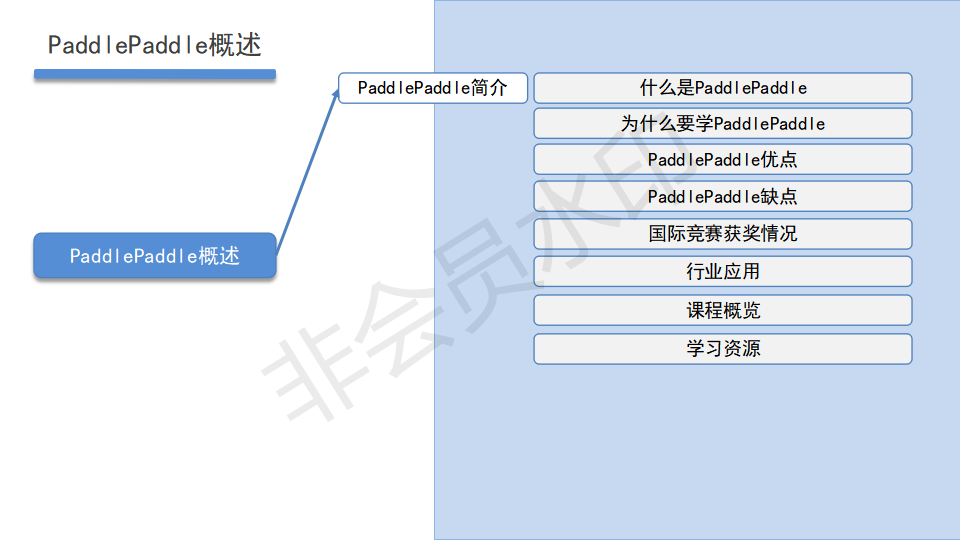 PaddlePaddle概述
PaddlePaddle简介
什么是PaddlePaddle
为什么要学PaddlePaddle
PaddlePaddle优点
PaddlePaddle缺点
国际竞赛获奖情况
行业应用
课程概览
学习资源
PaddlePaddle概述
非会员水印